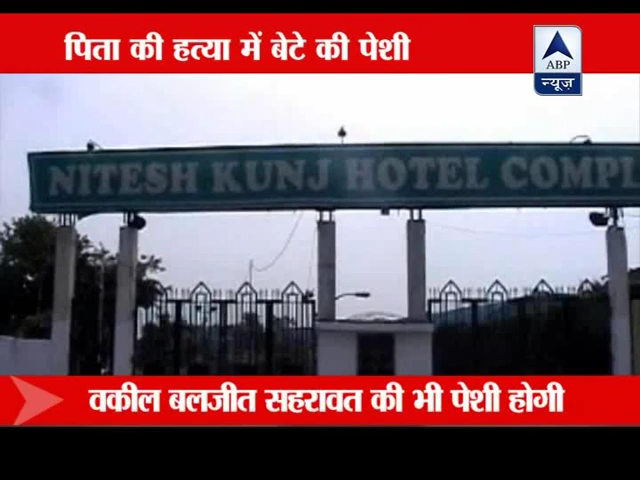 पिता की हत्या में बेटे की पेशी
ABP
न्यूज़
NITESH KUNJ HOTEL COMPL
वकील बलजीत सहरावत की भी पेशी होगी